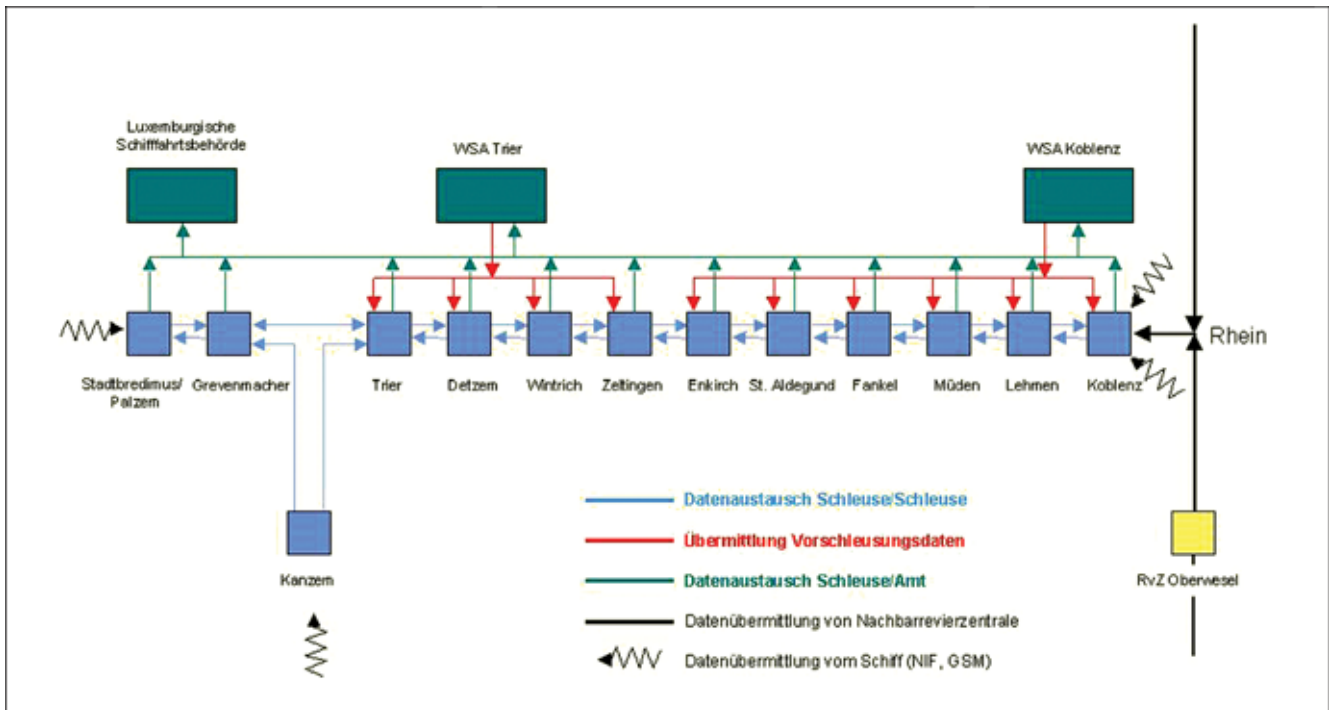 Luxemburgische
Schifffahrtsbehörde
WSA Trier
WSA Koblenz
Rhein
Stadtbredimus/
Palzem
Grevenmacher
Trier
Detzem
Wintrich
Zeltingen
Enkirch
St. Aldegund
Fankel
Müden
Lehmen
Koblenz
Datenaustausch Schleuse/Schleuse
Übermittlung Vorschleusungsdaten
Datenaustausch Schleuse/Amt
Datenübermittlung von Nachbarrevierzentrale
Datenübermittlung vom Schiff (NIF, GSM)
Kanzem
RvZ Oberwesel